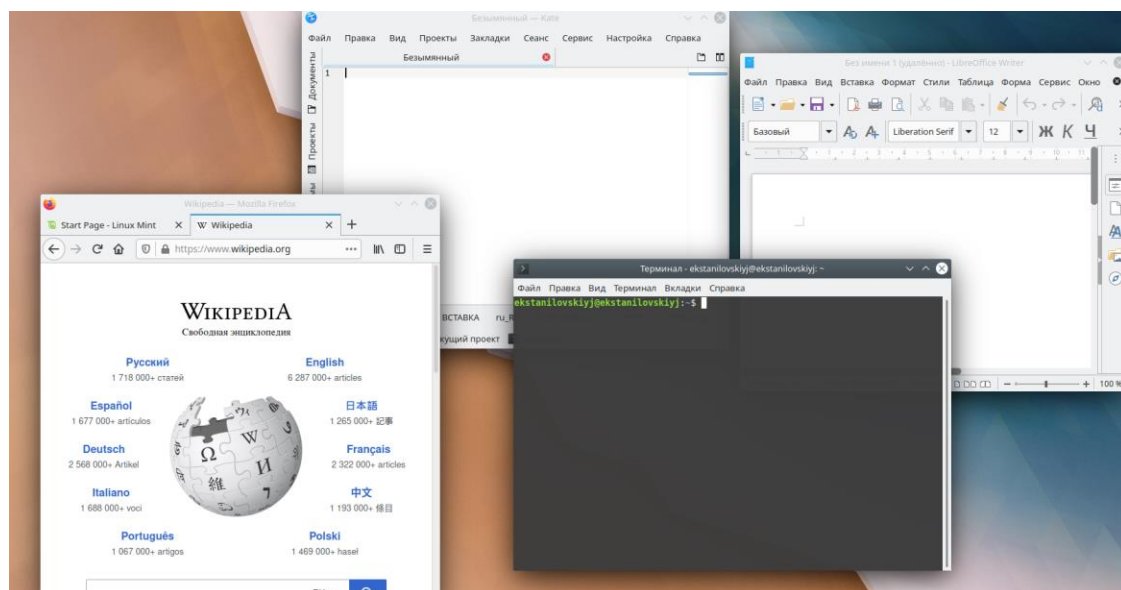 Безымянный — Kate
Файл Правка Вид Проекты Закладки Сеанс Сервис Настройка Справка
Безымянный
Документы
Проекты
1
ВСТАВКА
Без имени 1 (удалённо) - LibreOffice Writer
Файл Правка Вид Вставка Формат Стили Таблица Форма Сервис Окно
Базовый Liberation Serif 12 Ж К Ч
100 %
Wikipedia — Mozilla Firefox
Start Page - Linux Mint Wikipedia
https://www.wikipedia.org
WIKIPEDIA
Свободная энциклопедия
Русский English
1 718 000+ статей 6 287 000+ articles
Español 日本語
1 677 000+ artículos 1 265 000+ 記事
Deutsch Français
2 568 000+ Artikel 2 322 000+ articles
Italiano 中文
1 688 000+ voci 1 193 000+ 條目
Português Polski
1 067 000+ artigos 1 469 000+ haseł
Терминал - ekstanilovskiyj@ekstanilovskiyj: ~
Файл Правка Вид Терминал Вкладки Справка
ekstanilovskiyj@ekstanilovskiyj:~$